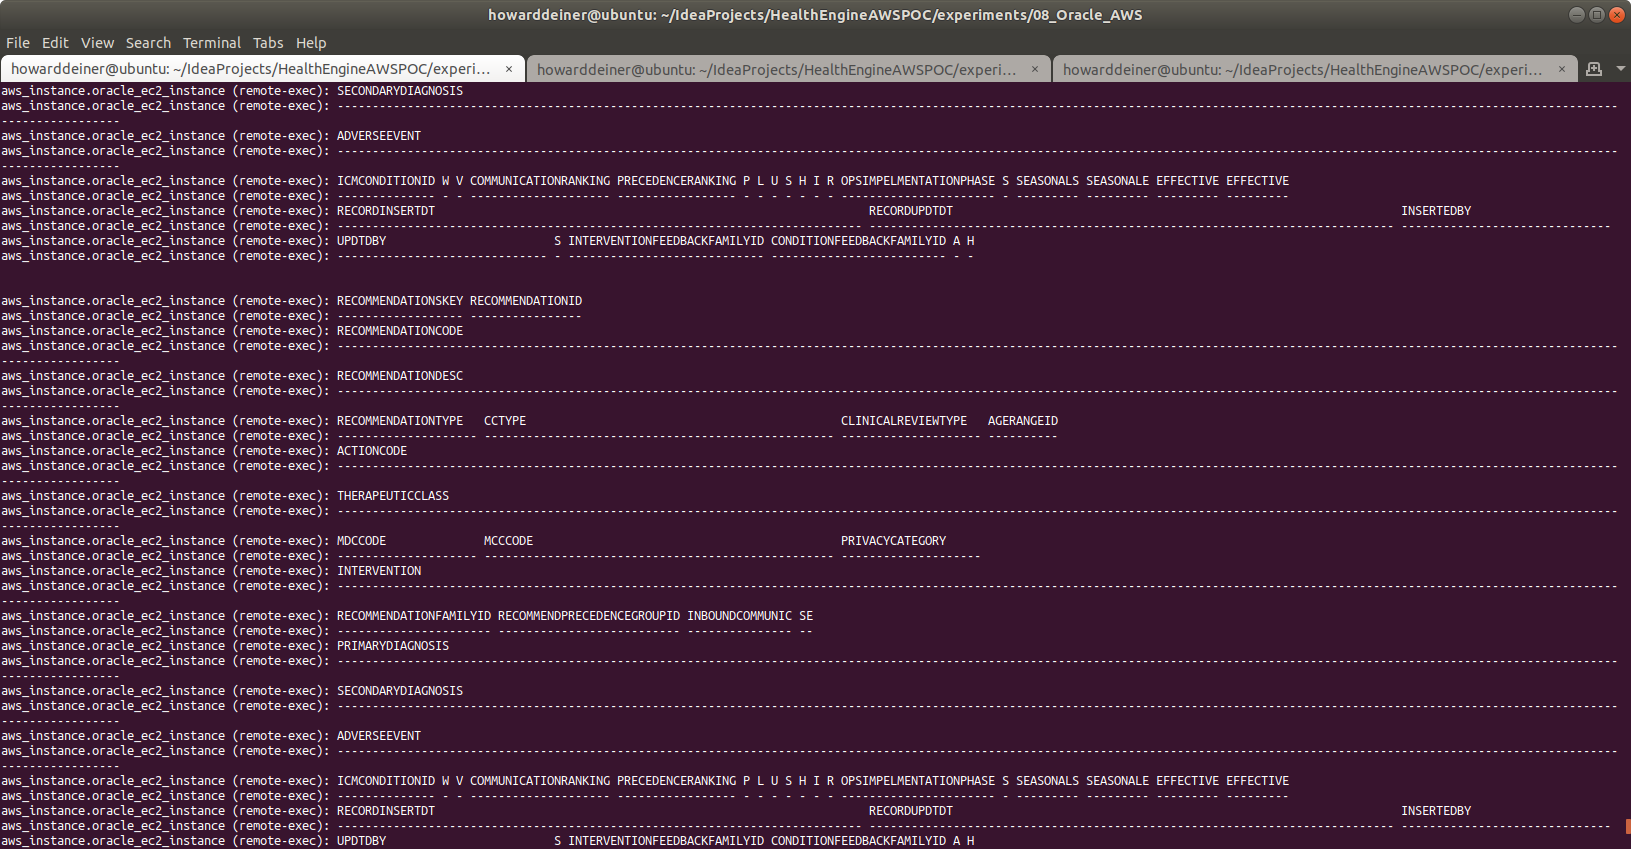 howarddeiner@ubuntu: ~/IdeaProjects/HealthEngineAWSPOC/experiments/08_Oracle_AWS
File Edit View Search Terminal Tabs Help
howarddeiner@ubuntu: ~/IdeaProjects/HealthEngineAWSPOC/experi... × howarddeiner@ubuntu: ~/IdeaProjects/HealthEngineAWSPOC/experi... × howarddeiner@ubuntu: ~/IdeaProjects/HealthEngineAWSPOC/experi... ×
aws_instance.oracle_ec2_instance (remote-exec): SECONDARYDIAGNOSIS
aws_instance.oracle_ec2_instance (remote-exec): ---------------------------------------------------------------------------------------------------------------------------------------------------------------------------------------
-----------------
aws_instance.oracle_ec2_instance (remote-exec): ADVERSEEVENT
aws_instance.oracle_ec2_instance (remote-exec): ---------------------------------------------------------------------------------------------------------------------------------------------------------------------------------------
-----------------
aws_instance.oracle_ec2_instance (remote-exec): ICMCONDITIONID W V COMMUNICATIONRANKING PRECEDENCERANKING P L U S H I R OPSIMPELMENTATIONPHASE S SEASONALS SEASONALE EFFECTIVE EFFECTIVE
aws_instance.oracle_ec2_instance (remote-exec): -------------- - - -------------------- ----------------- - - - - - - - ---------------------- - --------- --------- --------- ---------
aws_instance.oracle_ec2_instance (remote-exec): RECORDINSERTDT RECORDUPDTDT INSERTEDBY
aws_instance.oracle_ec2_instance (remote-exec): --------------------------------------------------------------------------- --------------------------------------------------------------------------- ------------------------------
aws_instance.oracle_ec2_instance (remote-exec): UPDTDBY S INTERVENTIONFEEDBACKFAMILYID CONDITIONFEEDBACKFAMILYID A H
aws_instance.oracle_ec2_instance (remote-exec): ------------------------------ - ---------------------------- ------------------------- - -
aws_instance.oracle_ec2_instance (remote-exec): RECOMMENDATIONSKEY RECOMMENDATIONID
aws_instance.oracle_ec2_instance (remote-exec): ------------------ ----------------
aws_instance.oracle_ec2_instance (remote-exec): RECOMMENDATIONCODE
aws_instance.oracle_ec2_instance (remote-exec): ---------------------------------------------------------------------------------------------------------------------------------------------------------------------------------------
-----------------
aws_instance.oracle_ec2_instance (remote-exec): RECOMMENDATIONDESC
aws_instance.oracle_ec2_instance (remote-exec): ---------------------------------------------------------------------------------------------------------------------------------------------------------------------------------------
-----------------
aws_instance.oracle_ec2_instance (remote-exec): RECOMMENDATIONTYPE CCTYPE CLINICALREVIEWTYPE AGERANGEID
aws_instance.oracle_ec2_instance (remote-exec): -------------------- -------------------------------------------------- -------------------- ----------
aws_instance.oracle_ec2_instance (remote-exec): ACTIONCODE
aws_instance.oracle_ec2_instance (remote-exec): ---------------------------------------------------------------------------------------------------------------------------------------------------------------------------------------
-----------------
aws_instance.oracle_ec2_instance (remote-exec): THERAPEUTICCLASS
aws_instance.oracle_ec2_instance (remote-exec): ---------------------------------------------------------------------------------------------------------------------------------------------------------------------------------------
-----------------
aws_instance.oracle_ec2_instance (remote-exec): MDCCODE MCCCODE PRIVACYCATEGORY
aws_instance.oracle_ec2_instance (remote-exec): -------------------- -------------------------------------------------- --------------------
aws_instance.oracle_ec2_instance (remote-exec): INTERVENTION
aws_instance.oracle_ec2_instance (remote-exec): ---------------------------------------------------------------------------------------------------------------------------------------------------------------------------------------
-----------------
aws_instance.oracle_ec2_instance (remote-exec): RECOMMENDATIONFAMILYID RECOMMENDPRECEDENCEGROUPID INBOUNDCOMMUNIC SE
aws_instance.oracle_ec2_instance (remote-exec): ---------------------- -------------------------- --------------- --
aws_instance.oracle_ec2_instance (remote-exec): PRIMARYDIAGNOSIS
aws_instance.oracle_ec2_instance (remote-exec): ---------------------------------------------------------------------------------------------------------------------------------------------------------------------------------------
-----------------
aws_instance.oracle_ec2_instance (remote-exec): SECONDARYDIAGNOSIS
aws_instance.oracle_ec2_instance (remote-exec): ---------------------------------------------------------------------------------------------------------------------------------------------------------------------------------------
-----------------
aws_instance.oracle_ec2_instance (remote-exec): ADVERSEEVENT
aws_instance.oracle_ec2_instance (remote-exec): ---------------------------------------------------------------------------------------------------------------------------------------------------------------------------------------
-----------------
aws_instance.oracle_ec2_instance (remote-exec): ICMCONDITIONID W V COMMUNICATIONRANKING PRECEDENCERANKING P L U S H I R OPSIMPELMENTATIONPHASE S SEASONALS SEASONALE EFFECTIVE EFFECTIVE
aws_instance.oracle_ec2_instance (remote-exec): -------------- - - -------------------- ----------------- - - - - - - - ---------------------- - --------- --------- --------- ---------
aws_instance.oracle_ec2_instance (remote-exec): RECORDINSERTDT RECORDUPDTDT INSERTEDBY
aws_instance.oracle_ec2_instance (remote-exec): --------------------------------------------------------------------------- --------------------------------------------------------------------------- ------------------------------
aws_instance.oracle_ec2_instance (remote-exec): UPDTDBY S INTERVENTIONFEEDBACKFAMILYID CONDITIONFEEDBACKFAMILYID A H